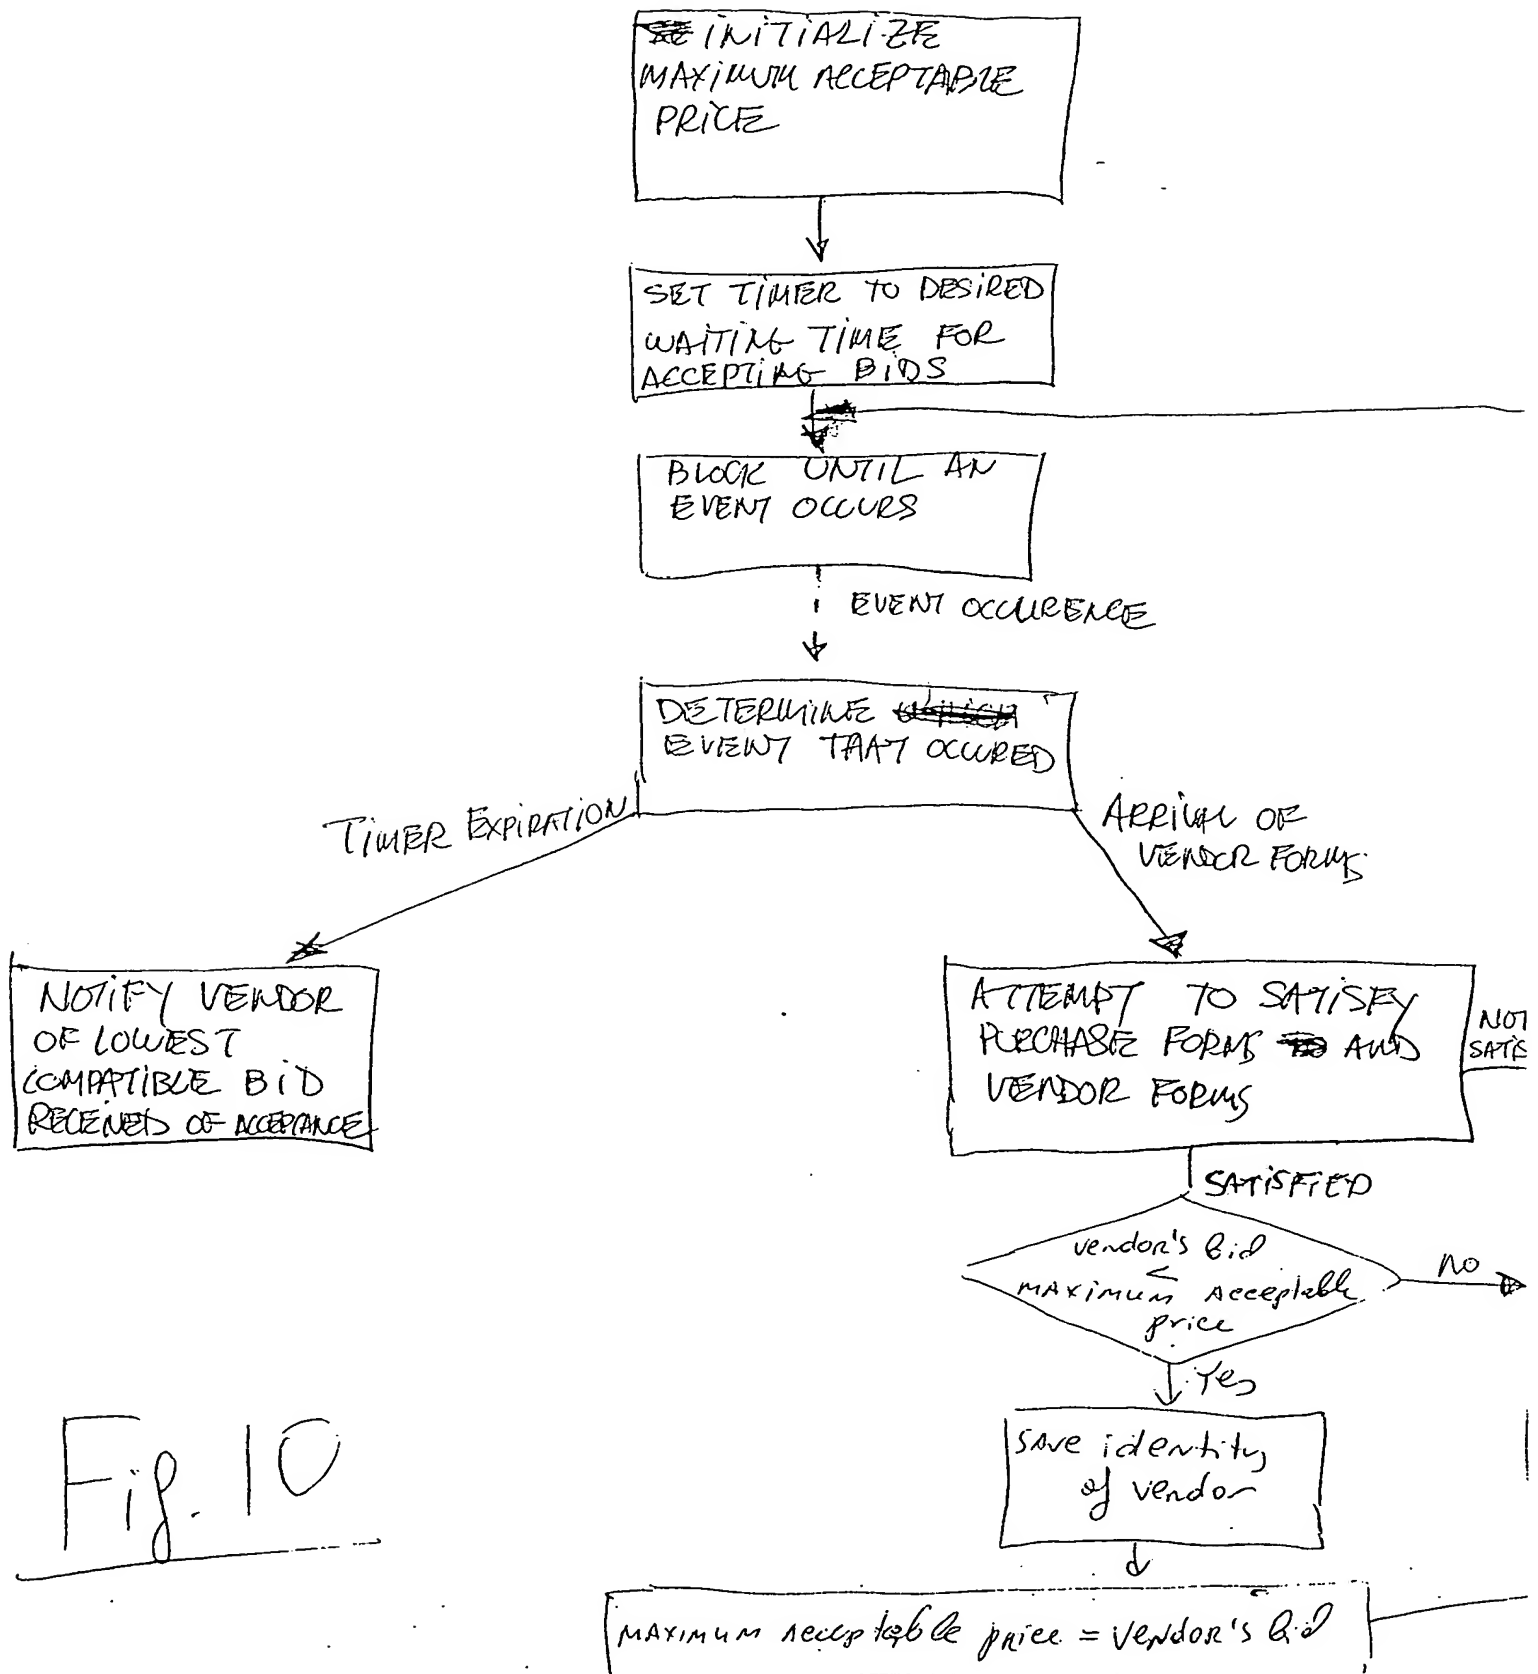 INITIALIZE
MAXIMUM ACCEPTABLE
PRICE
SET TIMER TO DESIRED
WAITING TIME FOR
ACCEPTING BIDS
BLOCK UNTIL AN
EVENT OCCURS
EVENT OCCURENCE
DETERMINE
EVENT THAT OCCURED
TIMER EXPIRATION
ARRIVAL OF
VENDOR FORMS
NOTIFY VENDOR
OF LOWEST
COMPATIBLE BID
RECEIVED OF ACCEPTANCE
ATTEMPT TO SATISFY
PURCHASE FORMS AND
VENDOR FORMS
NOT
SATIS
SATISFIED
vendor's bid
<
MAXIMUM Acceptable
price
NO
Yes
SAve identity
of vendor
MAXIMUM Acceptable price = vendor's bid
Fig. 10